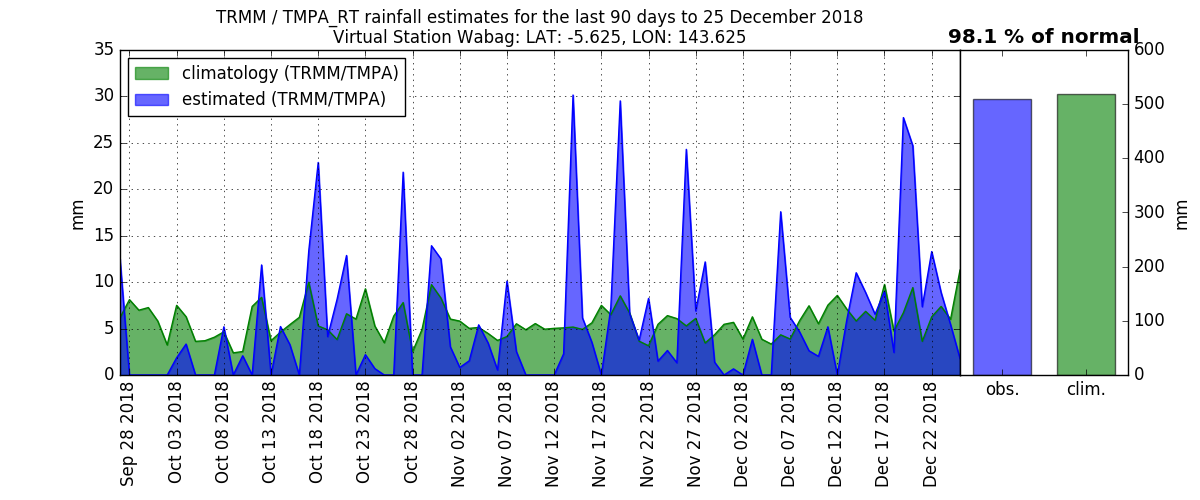 TRMM / TMPA_RT rainfall estimates for the last 90 days to 25 December 2018
Virtual Station Wabag: LAT: -5.625, LON: 143.625
98.1 % of normal
climatology (TRMM/TMPA)
estimated (TRMM/TMPA)
35
30
25
20
15
10
5
0
mm
600
500
400
300
200
100
0
mm
Sep 28 2018
Oct 03 2018
Oct 08 2018
Oct 13 2018
Oct 18 2018
Oct 23 2018
Oct 28 2018
Nov 02 2018
Nov 07 2018
Nov 12 2018
Nov 17 2018
Nov 22 2018
Nov 27 2018
Dec 02 2018
Dec 07 2018
Dec 12 2018
Dec 17 2018
Dec 22 2018
obs.
clim.